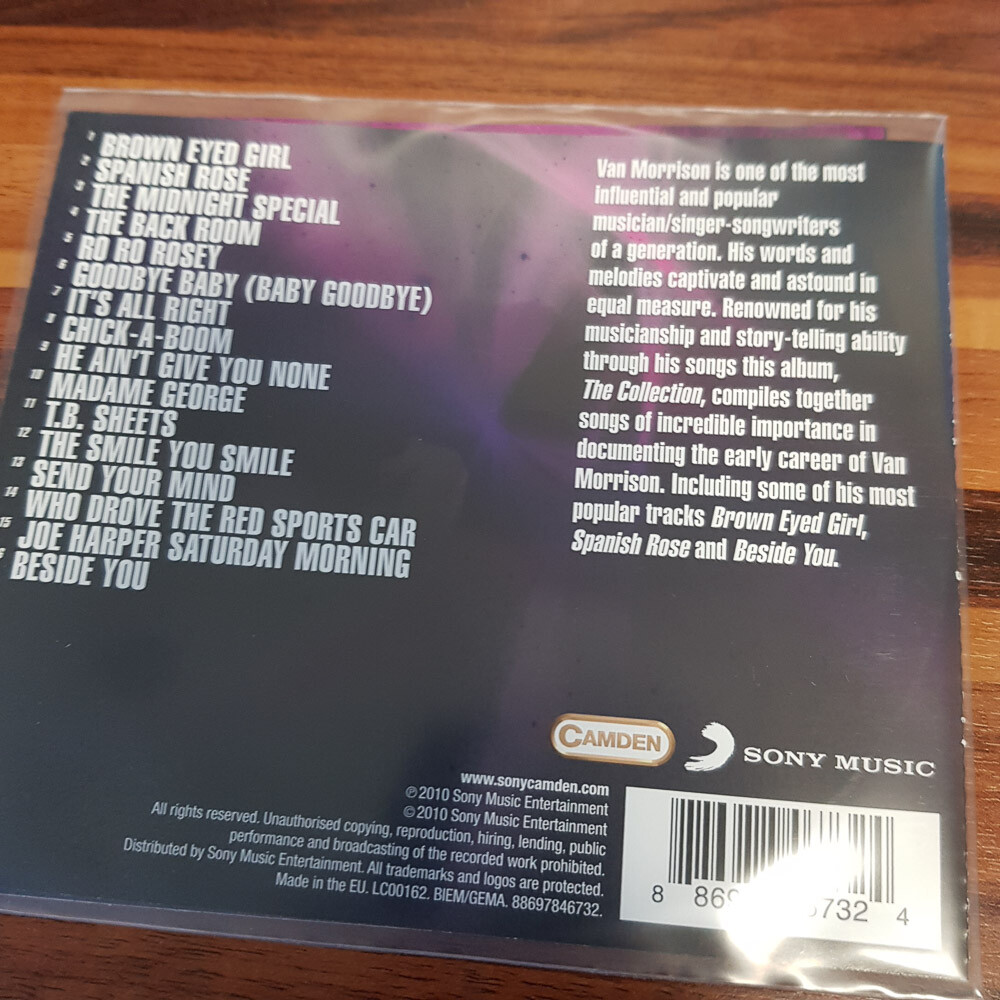 1 BROWN EYED GIRL
2 SPANISH ROSE
3 THE MIDNIGHT SPECIAL
4 THE BACK ROOM
5 RO RO ROSEY
6 GOODBYE BABY (BABY GOODBYE)
7 IT'S ALL RIGHT
8 CHICK-A-BOOM
9 HE AIN'T GIVE YOU NONE
10 MADAME GEORGE
11 T.B. SHEETS
12 THE SMILE YOU SMILE
13 SEND YOUR MIND
14 WHO DROVE THE RED SPORTS CAR
15 JOE HARPER SATURDAY MORNING
BESIDE YOU
Van Morrison is one of the most
influential and popular
musician/singer-songwriters
of a generation. His words and
melodies captivate and astound in
equal measure. Renowned for his
musicianship and story-telling ability
through his songs this album,
The Collection, compiles together
songs of incredible importance in
documenting the early career of Van
Morrison. Including some of his most
popular tracks Brown Eyed Girl,
Spanish Rose and Beside You.
CAMDEN
SONY MUSIC
www.sonycamden.com
℗ 2010 Sony Music Entertainment
© 2010 Sony Music Entertainment
All rights reserved. Unauthorised copying, reproduction, hiring, lending, public
performance and broadcasting of the recorded work prohibited.
Distributed by Sony Music Entertainment. All trademarks and logos are protected.
Made in the EU. LC00162. BIEM/GEMA. 88697846732.
8 869 6732 4